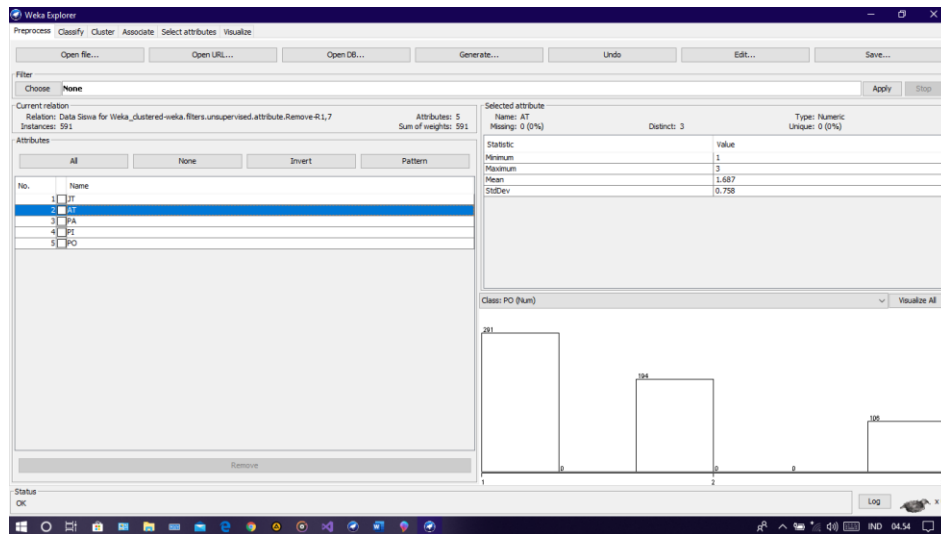 Weka Explorer
Preprocess Classify Cluster Associate Select attributes Visualize
Open file... Open URL... Open DB... Generate... Undo Edit... Save...
Filter
Choose None Apply Stop
Current relation
Relation: Data Siswa for Weka_clustered-weka.filters.unsupervised.attribute.Remove-R1,7 Attributes: 5
Instances: 591 Sum of weights: 591
Attributes
All None Invert Pattern
No. Name
1 JT
2 AT
3 PA
4 PI
5 PO
Remove
Selected attribute
Name: AT Type: Numeric
Missing: 0 (0%) Distinct: 3 Unique: 0 (0%)
Statistic Value
Minimum 1
Maximum 3
Mean 1.687
StdDev 0.758
Class: PO (Num) Visualize All
291
194
106
0 0 0
1 2
Status
OK Log x
IND 04.54